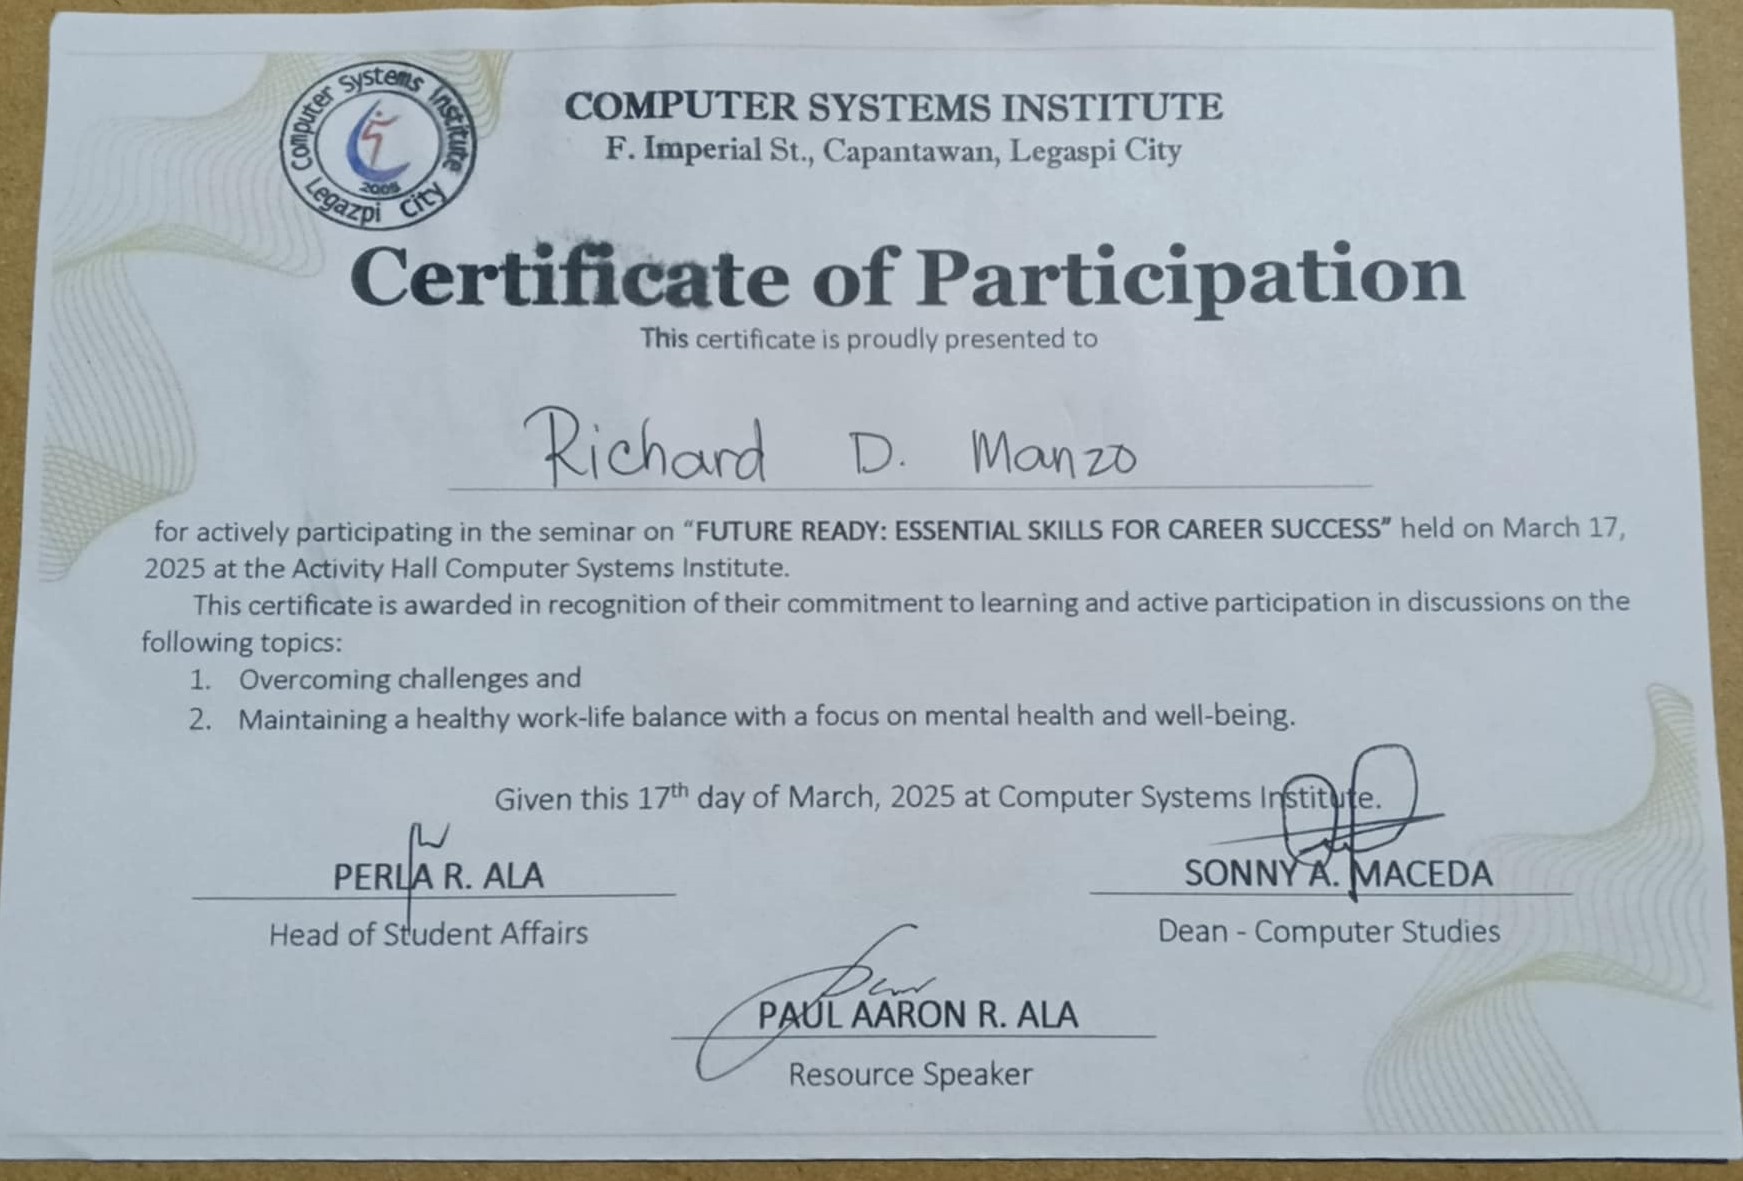 Computer Systems Institute
Legazpi City
2005
COMPUTER SYSTEMS INSTITUTE
F. Imperial St., Capantawan, Legaspi City
Certificate of Participation
This certificate is proudly presented to
Richard D. Manzo
for actively participating in the seminar on “FUTURE READY: ESSENTIAL SKILLS FOR CAREER SUCCESS” held on March 17,
2025 at the Activity Hall Computer Systems Institute.
This certificate is awarded in recognition of their commitment to learning and active participation in discussions on the
following topics:
1. Overcoming challenges and
2. Maintaining a healthy work-life balance with a focus on mental health and well-being.
Given this 17th day of March, 2025 at Computer Systems Institute.
PERLA R. ALA
Head of Student Affairs
SONNY A. MACEDA
Dean - Computer Studies
PAUL AARON R. ALA
Resource Speaker